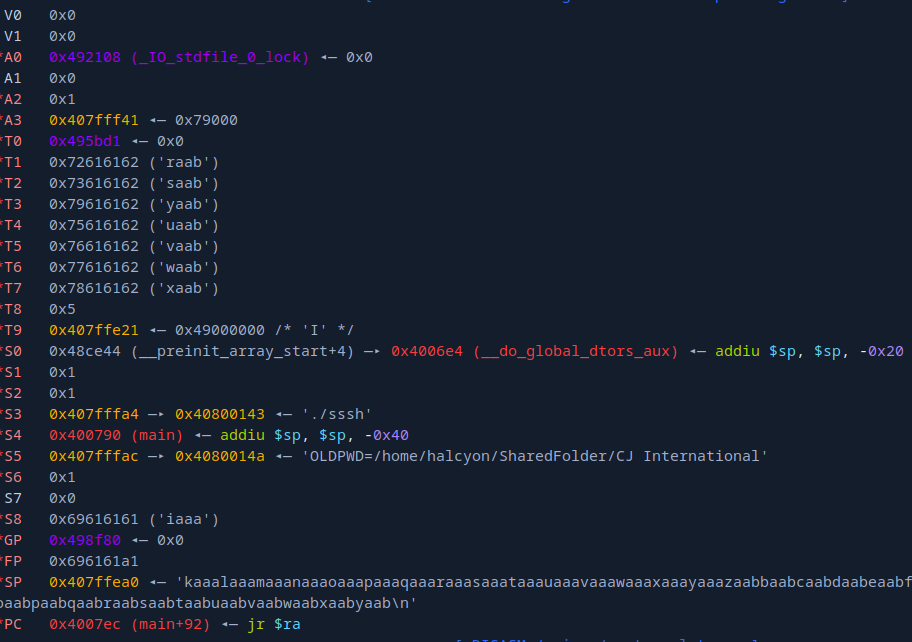 V0 0x0
V1 0x0
*A0 0x492108 (_IO_stdfile_0_lock) ◂— 0x0
A1 0x0
*A2 0x1
*A3 0x407fff41 ◂— 0x79000
*T0 0x495bd1 ◂— 0x0
*T1 0x72616162 ('raab')
*T2 0x73616162 ('saab')
*T3 0x79616162 ('yaab')
*T4 0x75616162 ('uaab')
*T5 0x76616162 ('vaab')
*T6 0x77616162 ('waab')
*T7 0x78616162 ('xaab')
*T8 0x5
*T9 0x407ffe21 ◂— 0x49000000 /* 'I' */
*S0 0x48ce44 (__preinit_array_start+4) —▸ 0x4006e4 (__do_global_dtors_aux) ◂— addiu $sp, $sp, -0x20
*S1 0x1
*S2 0x1
*S3 0x407fffa4 —▸ 0x40800143 ◂— './sssh'
*S4 0x400790 (main) ◂— addiu $sp, $sp, -0x40
*S5 0x407fffac —▸ 0x4080014a ◂— 'OLDPWD=/home/halcyon/SharedFolder/CJ International'
*S6 0x1
S7 0x0
*S8 0x69616161 ('iaaa')
*GP 0x498f80 ◂— 0x0
*FP 0x696161a1
*SP 0x407ffea0 ◂— 'kaaalaaamaaanaaaoaaapaaaqaaaraaasaaataaauaaavaaawaaaxaaayaaazaabbaabcaabdaabeaabf
baabpaabqaabraabsaabtaabuaabvaabwaabxaabyaab\n'
*PC 0x4007ec (main+92) ◂— jr $ra